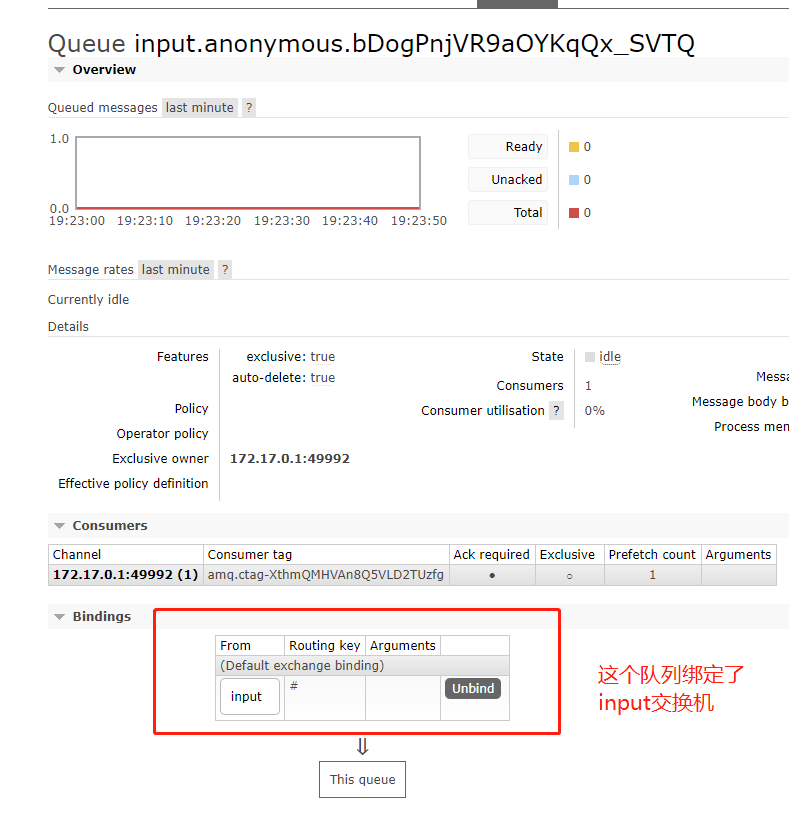 Queue input.anonymous.bDogPnjVR9aOYKqQx_SVTQ
Overview
Queued messages last minute ?
1.0
0.0
19:23:00 19:23:10 19:23:20 19:23:30 19:23:40 19:23:50
Ready 0
Unacked 0
Total 0
Message rates last minute ?
Currently idle
Details
Features exclusive: true
auto-delete: true
Policy
Operator policy
Exclusive owner 172.17.0.1:49992
Effective policy definition
State idle
Consumers 1
Consumer utilisation ? 0%
Messa
Message body b
Process mem
Consumers
Channel Consumer tag Ack required Exclusive Prefetch count Arguments
172.17.0.1:49992 (1) amq.ctag-XthmQMHVAn8Q5VLD2TUzfg ● ○ 1
Bindings
From Routing key Arguments
(Default exchange binding)
input # Unbind
⇓
This queue
这个队列绑定了
input交换机